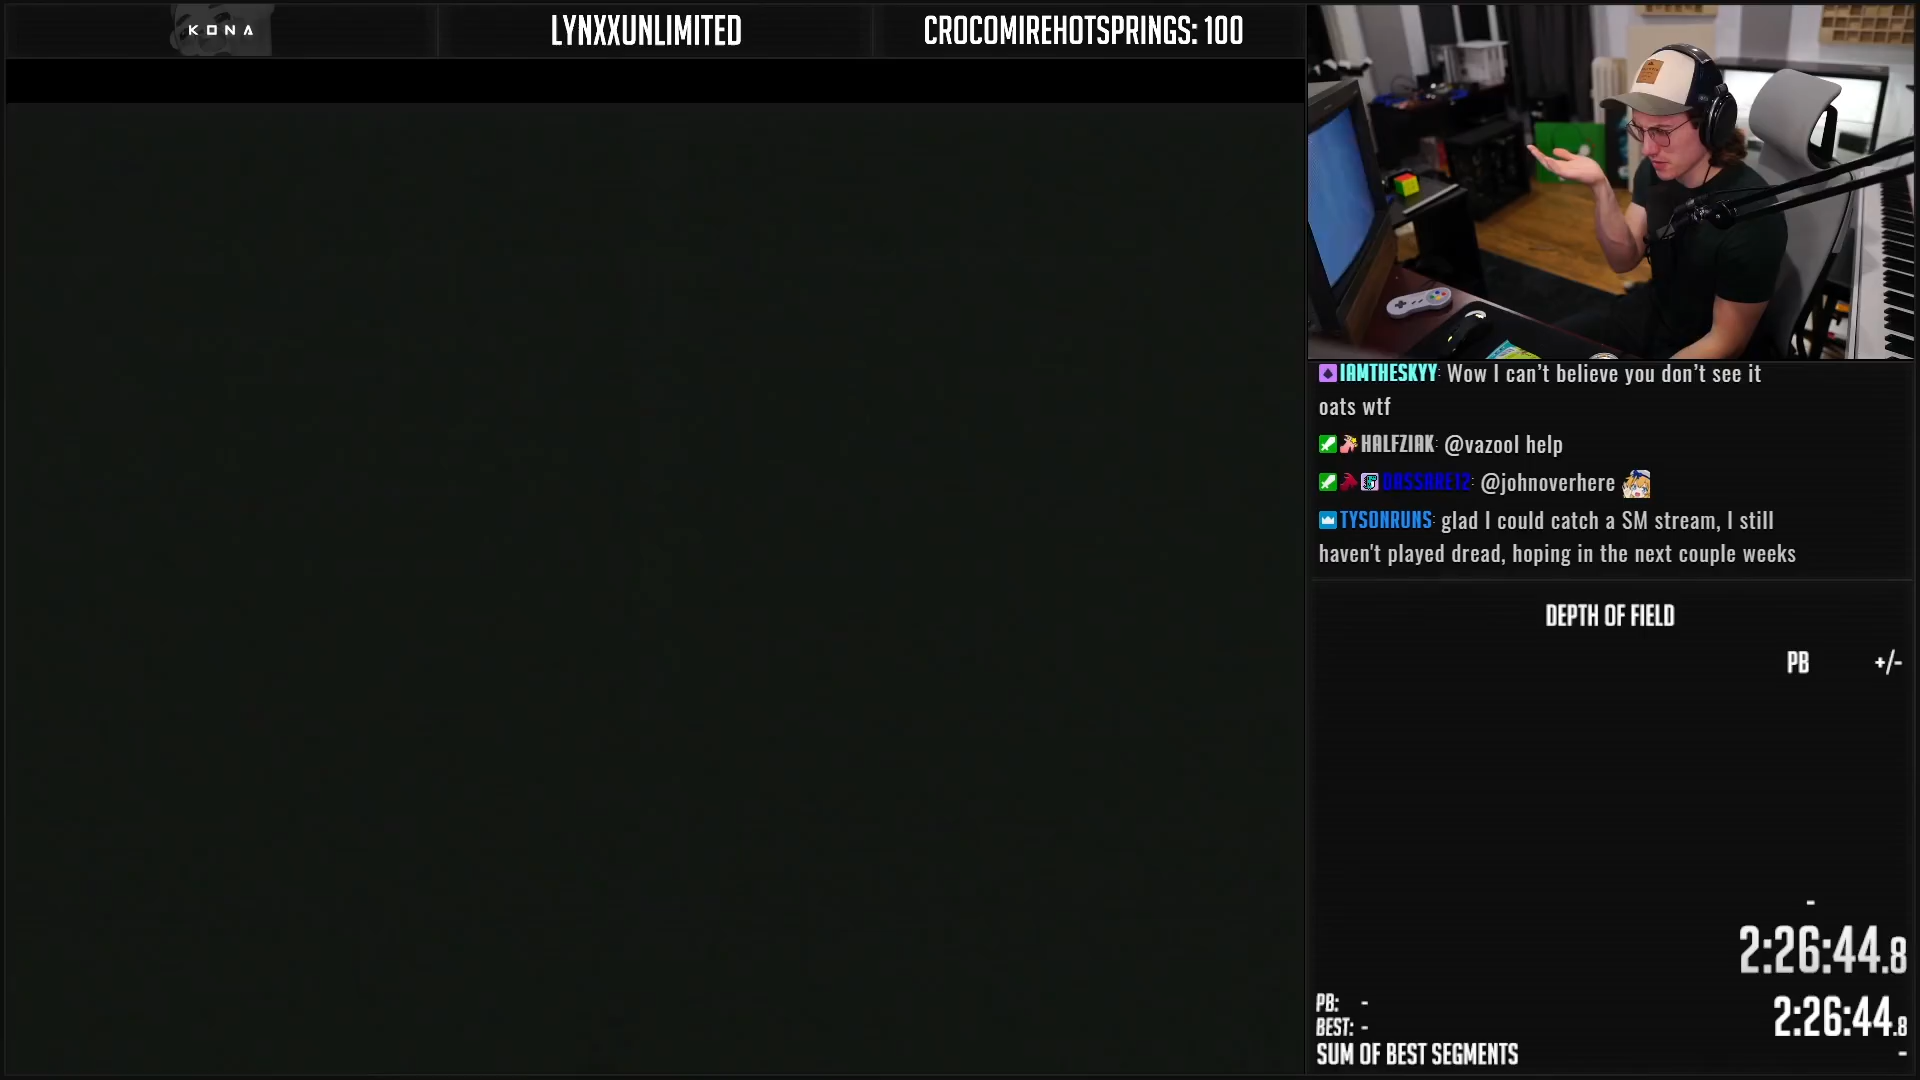 KONA
LYNXXUNLIMITED
CROCOMIREHOTSPRINGS: 100
IAMTHESKYY: Wow I can't believe you don't see it
oats wtf
HALFZIAK: @vazool help
OASSABE12: @johnoverhere
TYSONRUNS: glad I could catch a SM stream, I still
haven't played dread, hoping in the next couple weeks
DEPTH OF FIELD
PB +/-
-
2:26:44.8
PB: -
2:26:44.8
BEST: -
SUM OF BEST SEGMENTS -